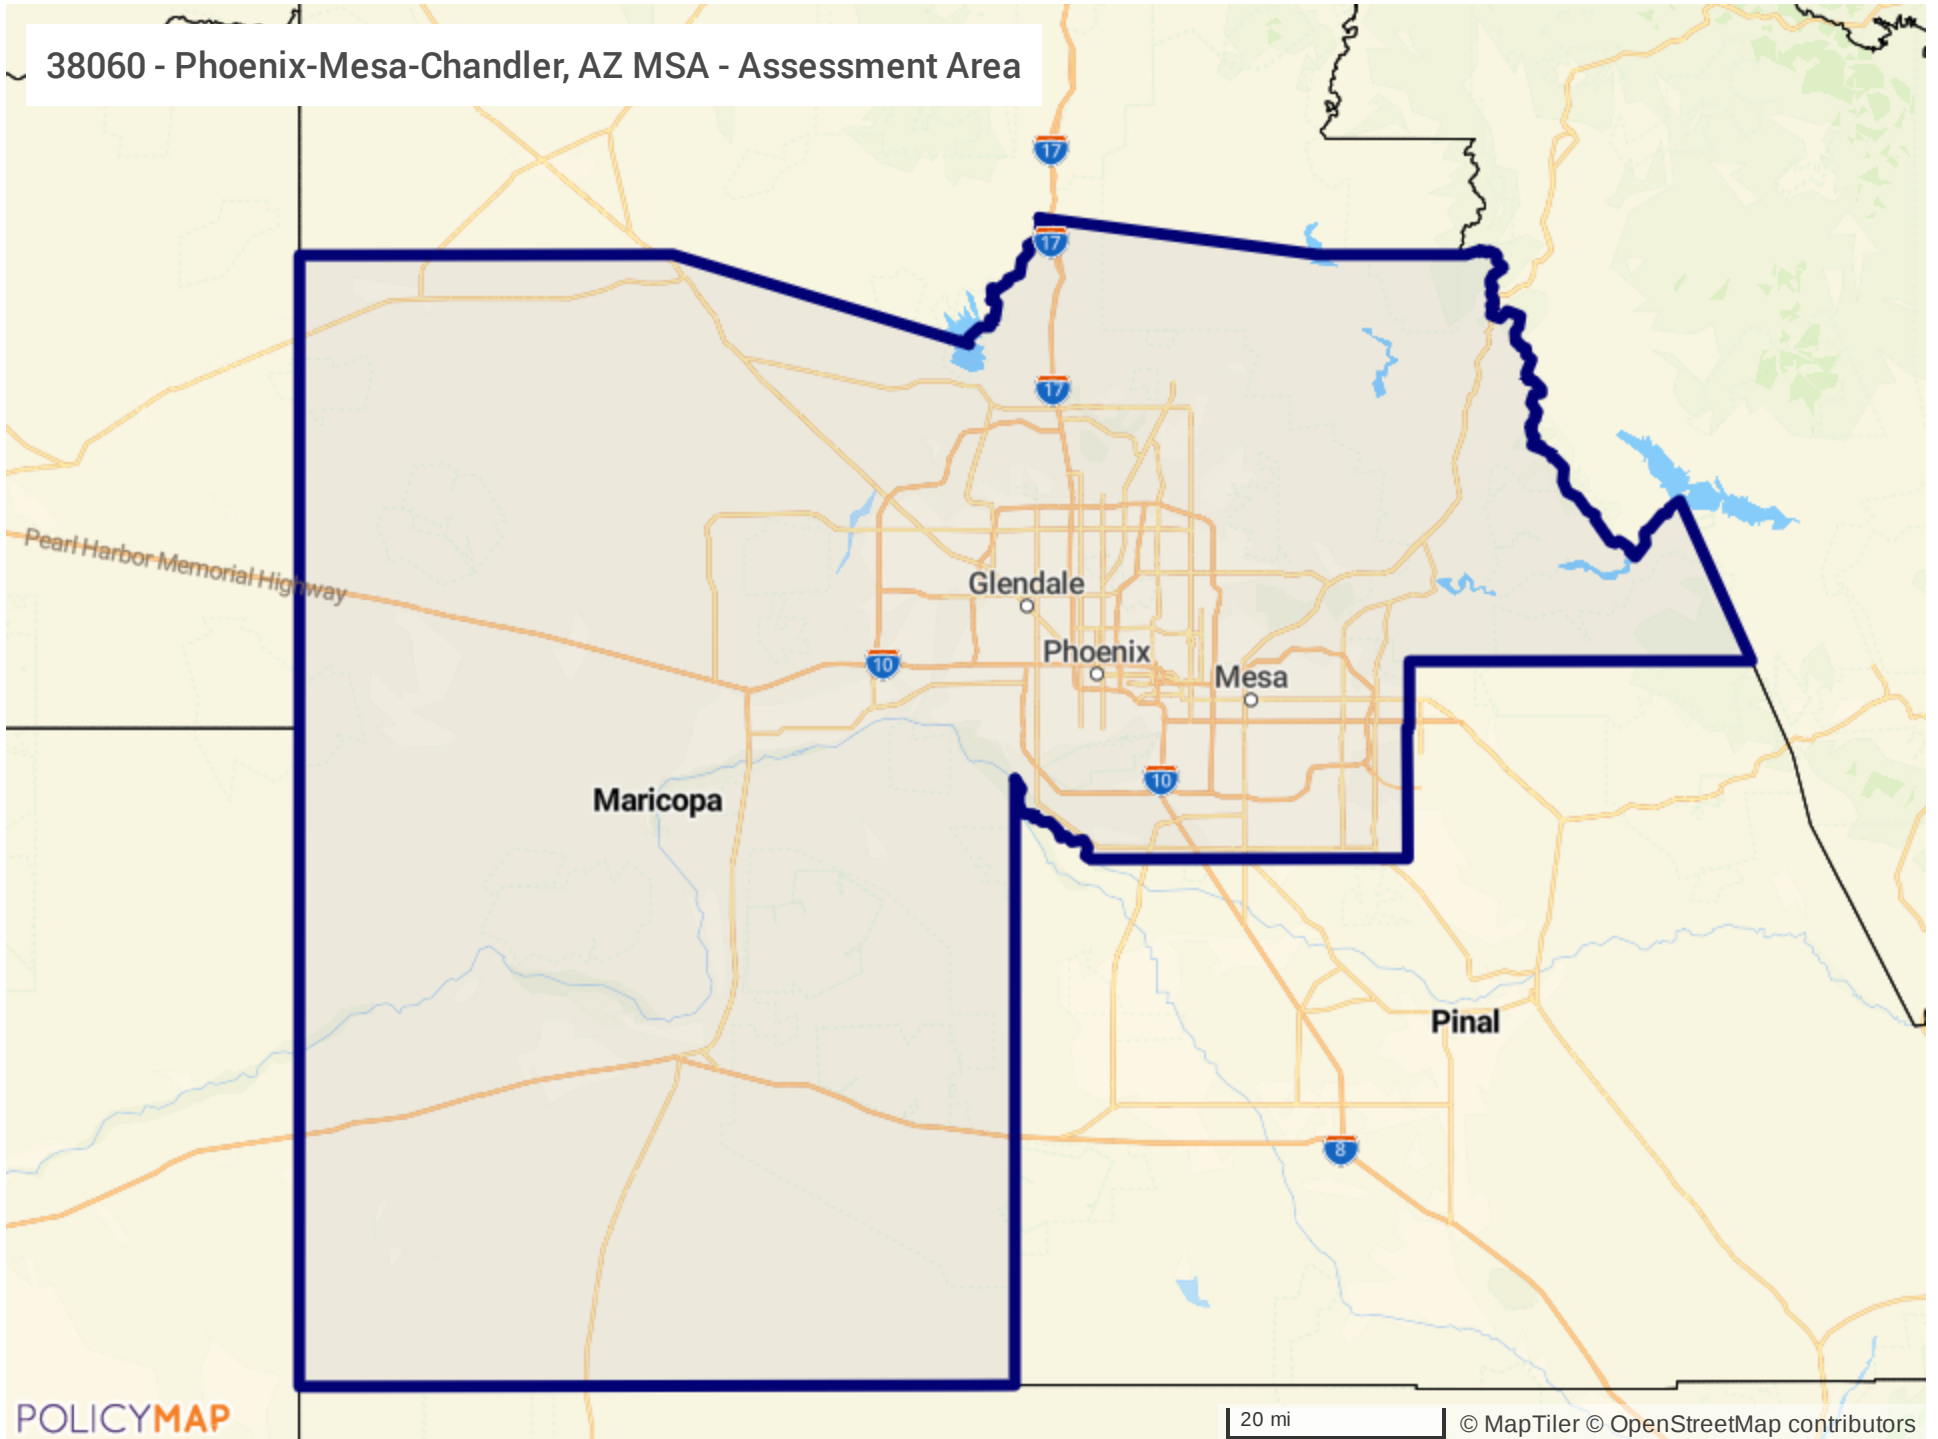 38060 - Phoenix-Mesa-Chandler, AZ MSA - Assessment Area
17
17
17
Pearl Harbor Memorial Highway
Glendale
Phoenix
10
Mesa
10
Maricopa
Pinal
8
POLICYMAP
20 mi
© MapTiler © OpenStreetMap contributors